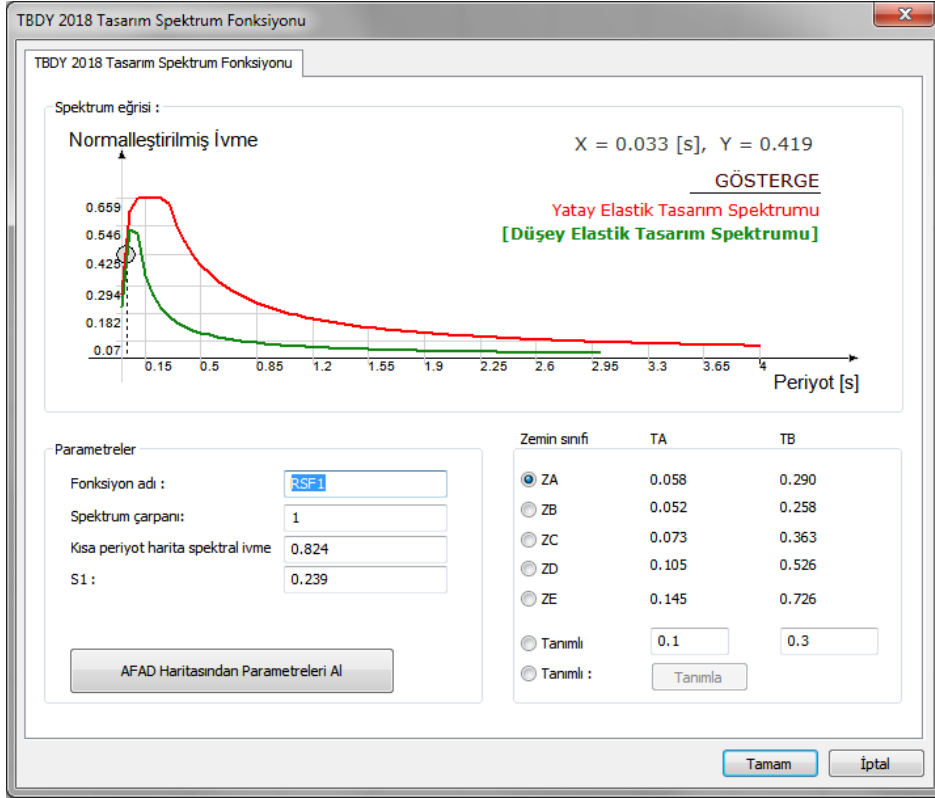 TBDY 2018 Tasarım Spektrum Fonksiyonu
x
TBDY 2018 Tasarım Spektrum Fonksiyonu
Spektrum eğrisi :
Normalleştirilmiş İvme
X = 0.033 [s], Y = 0.419
GÖSTERGE
Yatay Elastik Tasarım Spektrumu
[Düşey Elastik Tasarım Spektrumu]
0.659
0.546
0.425
0.294
0.182
0.07
0.15 0.5 0.85 1.2 1.55 1.9 2.25 2.6 2.95 3.3 3.65 4
Periyot [s]
Parametreler
Fonksiyon adı : RSF1
Spektrum çarpanı: 1
Kısa periyot harita spektral ivme 0.824
S1 : 0.239
AFAD Haritasından Parametreleri Al
Zemin sınıfı TA TB
ZA 0.058 0.290
ZB 0.052 0.258
ZC 0.073 0.363
ZD 0.105 0.526
ZE 0.145 0.726
Tanımlı 0.1 0.3
Tanımlı : Tanımla
Tamam İptal